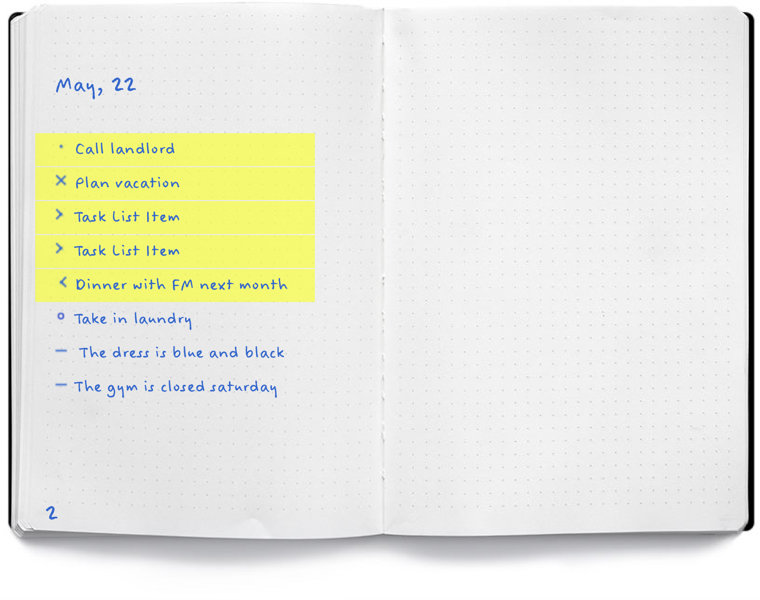 May, 22
· Call landlord
× Plan vacation
> Task List Item
> Task List Item
< Dinner with FM next month
o Take in laundry
– The dress is blue and black
– The gym is closed saturday
2